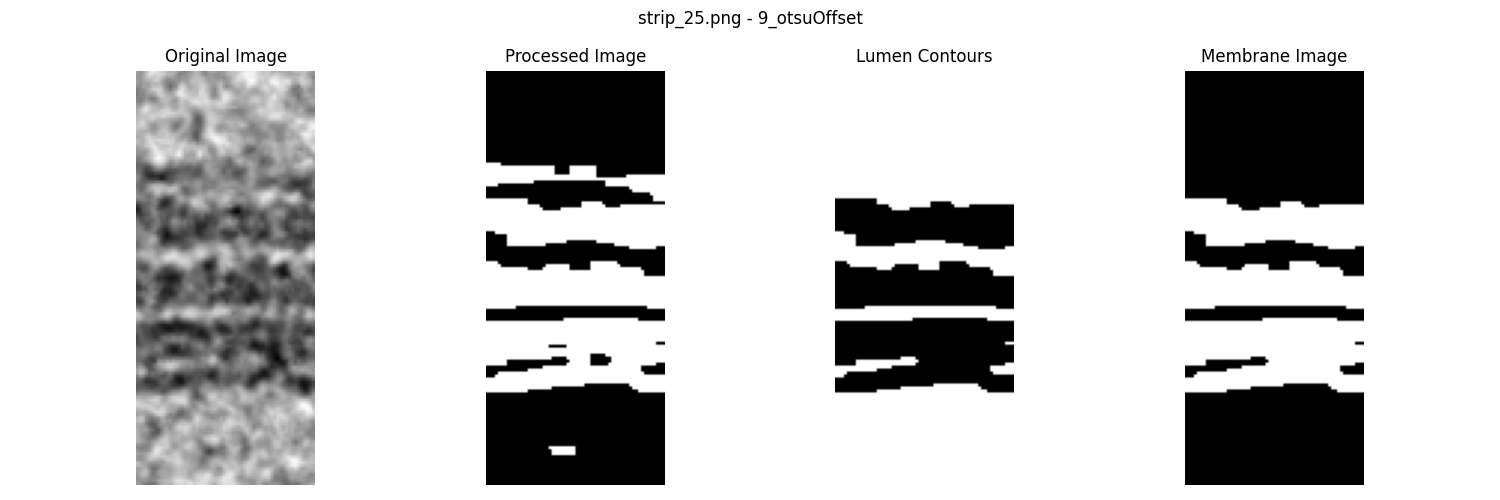 strip_25.png - 9_otsuOffset
Original Image
Processed Image
Lumen Contours
Membrane Image